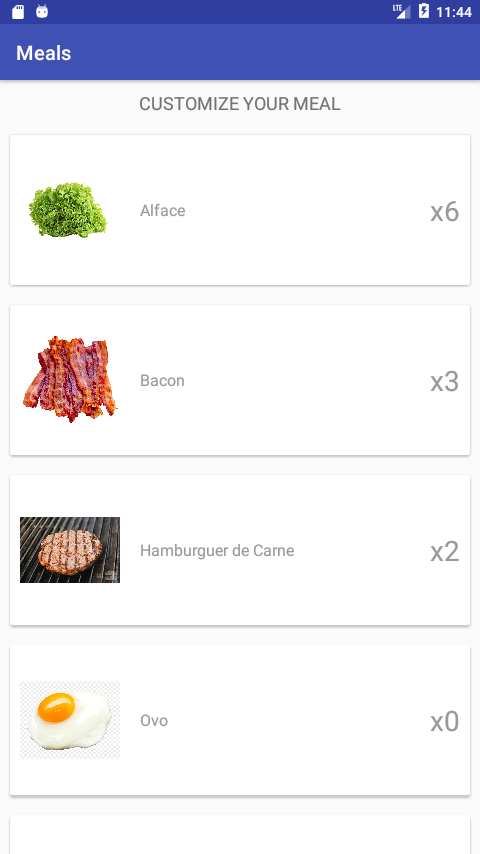 LTE 11:44
Meals
CUSTOMIZE YOUR MEAL
Alface
x6
Bacon
x3
Hamburguer de Carne
x2
Ovo
x0